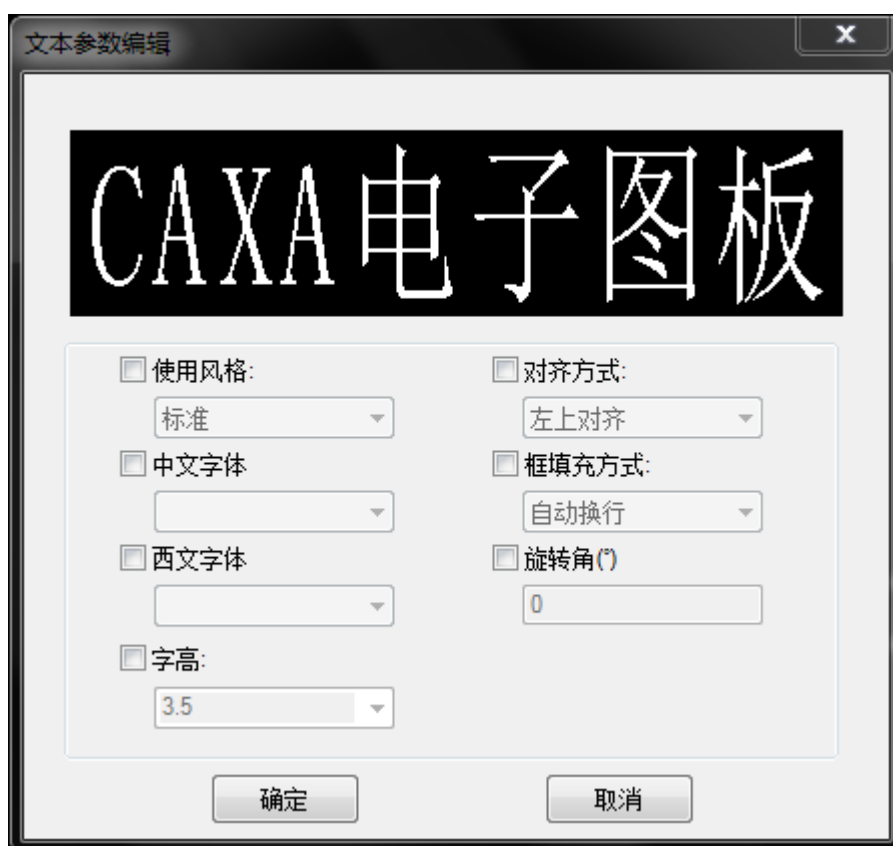 文本参数编辑
CAXA电子图板
使用风格:
标准
中文字体
西文字体
字高:
3.5
对齐方式:
左上对齐
框填充方式:
自动换行
旋转角(°)
0
确定
取消